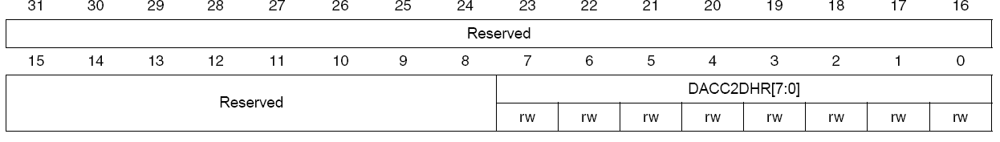 31 30 29 28 27 26 25 24 23 22 21 20 19 18 17 16
Reserved
15 14 13 12 11 10 9 8 7 6 5 4 3 2 1 0
Reserved
DACC2DHR[7:0]
rw rw rw rw rw rw rw rw